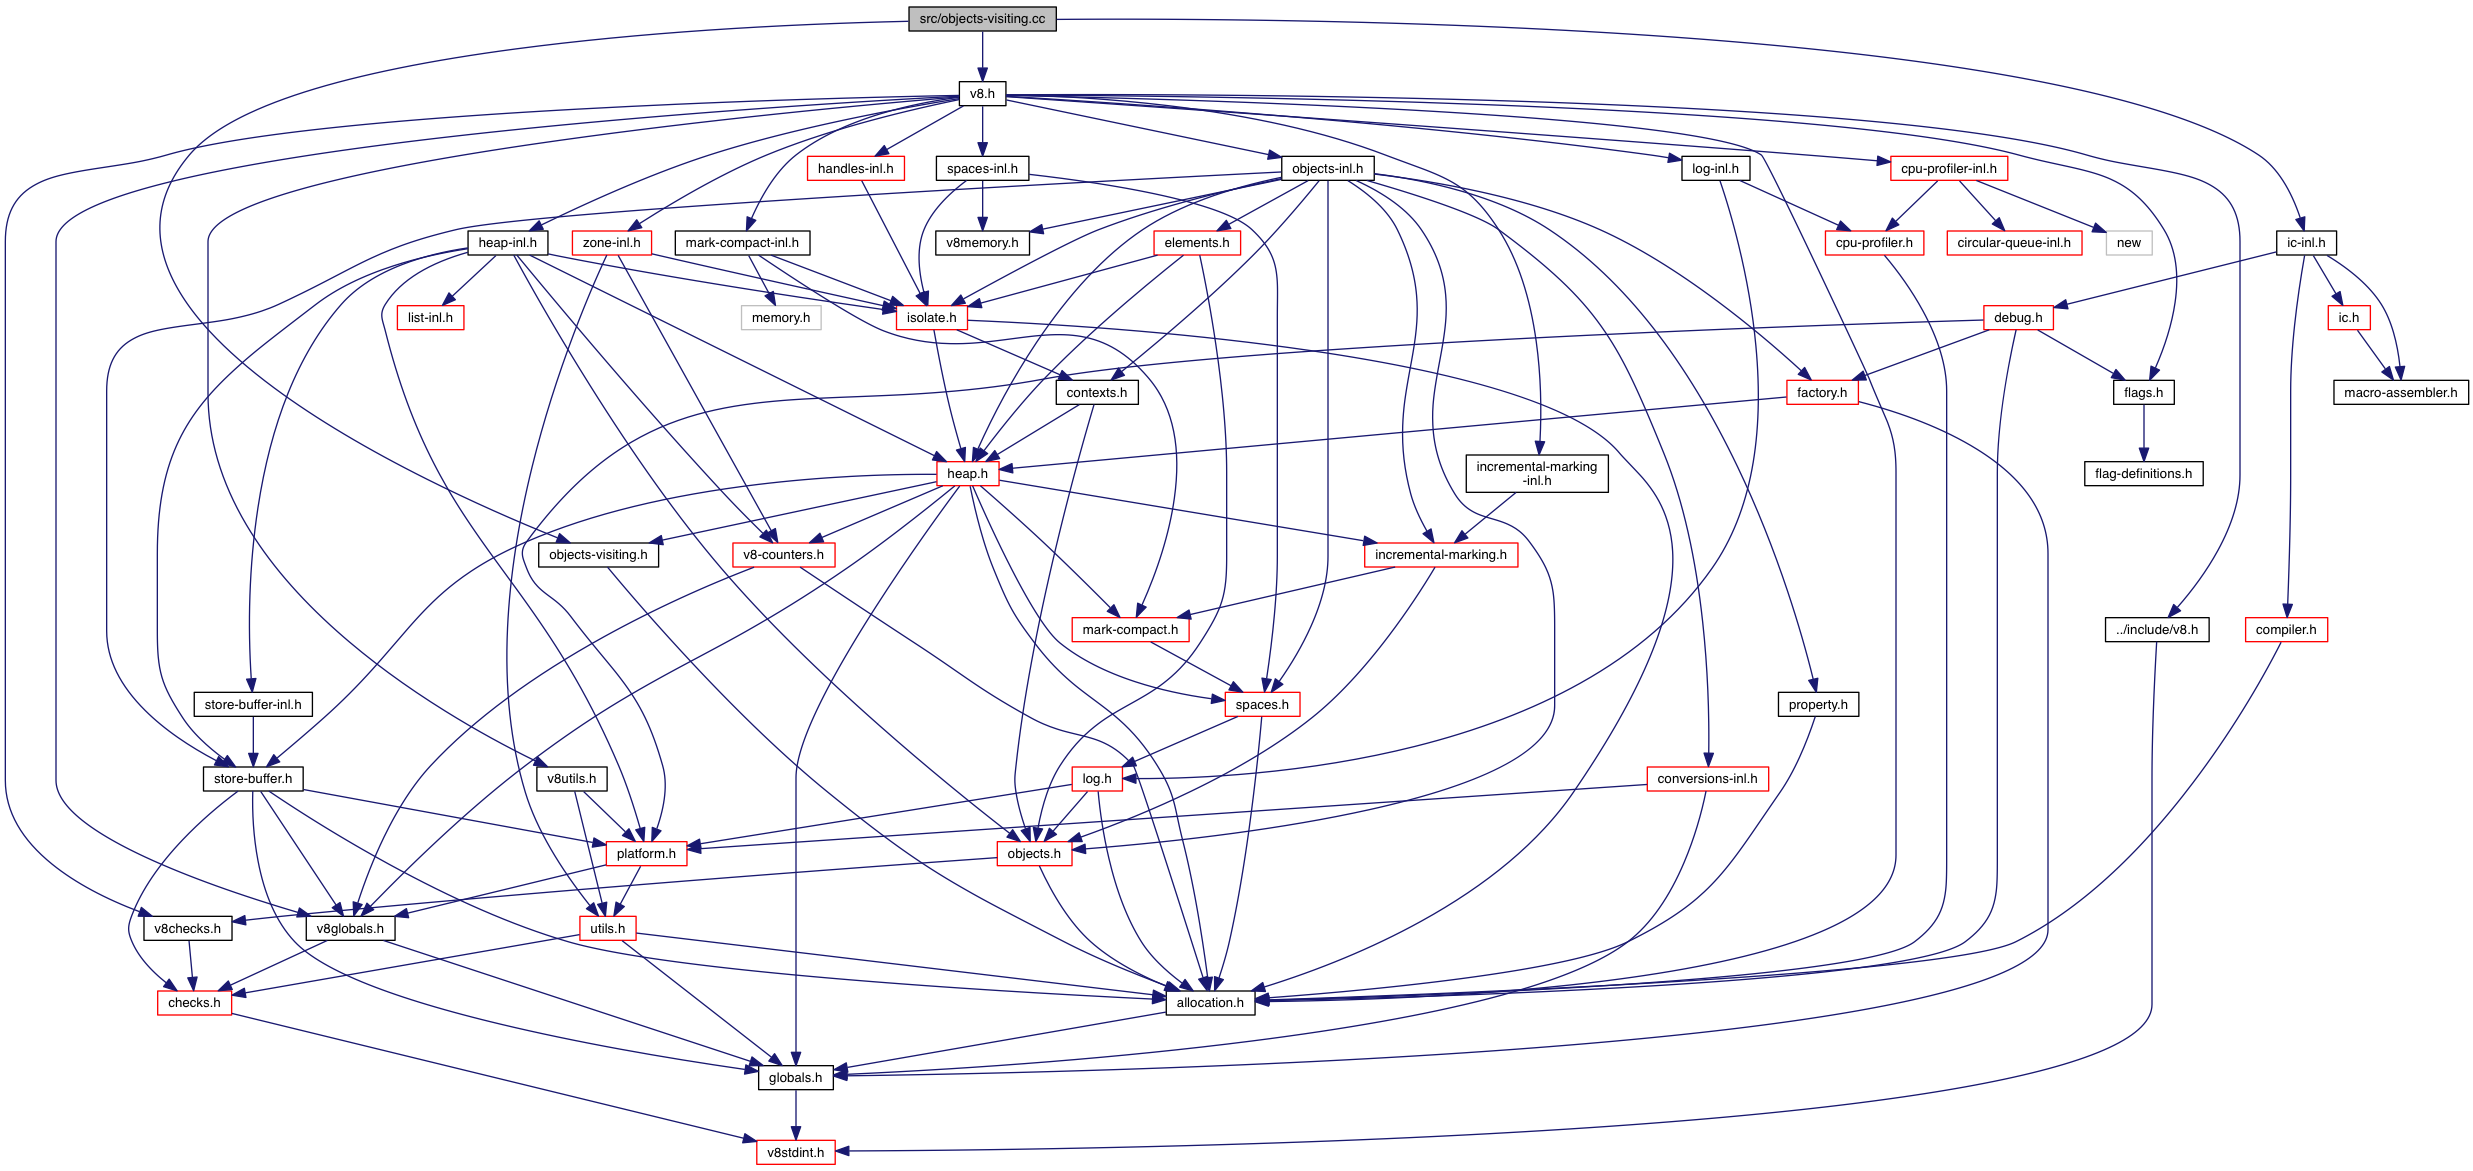 src/objects-visiting.cc
v8.h
handles-inl.h
spaces-inl.h
objects-inl.h
log-inl.h
cpu-profiler-inl.h
heap-inl.h
zone-inl.h
mark-compact-inl.h
v8memory.h
elements.h
cpu-profiler.h
circular-queue-inl.h
new
ic-inl.h
list-inl.h
memory.h
isolate.h
debug.h
ic.h
contexts.h
factory.h
flags.h
macro-assembler.h
heap.h
incremental-marking
-inl.h
flag-definitions.h
objects-visiting.h
v8-counters.h
incremental-marking.h
mark-compact.h
../include/v8.h
compiler.h
store-buffer-inl.h
spaces.h
property.h
store-buffer.h
v8utils.h
log.h
conversions-inl.h
platform.h
objects.h
v8checks.h
v8globals.h
utils.h
checks.h
allocation.h
globals.h
v8stdint.h